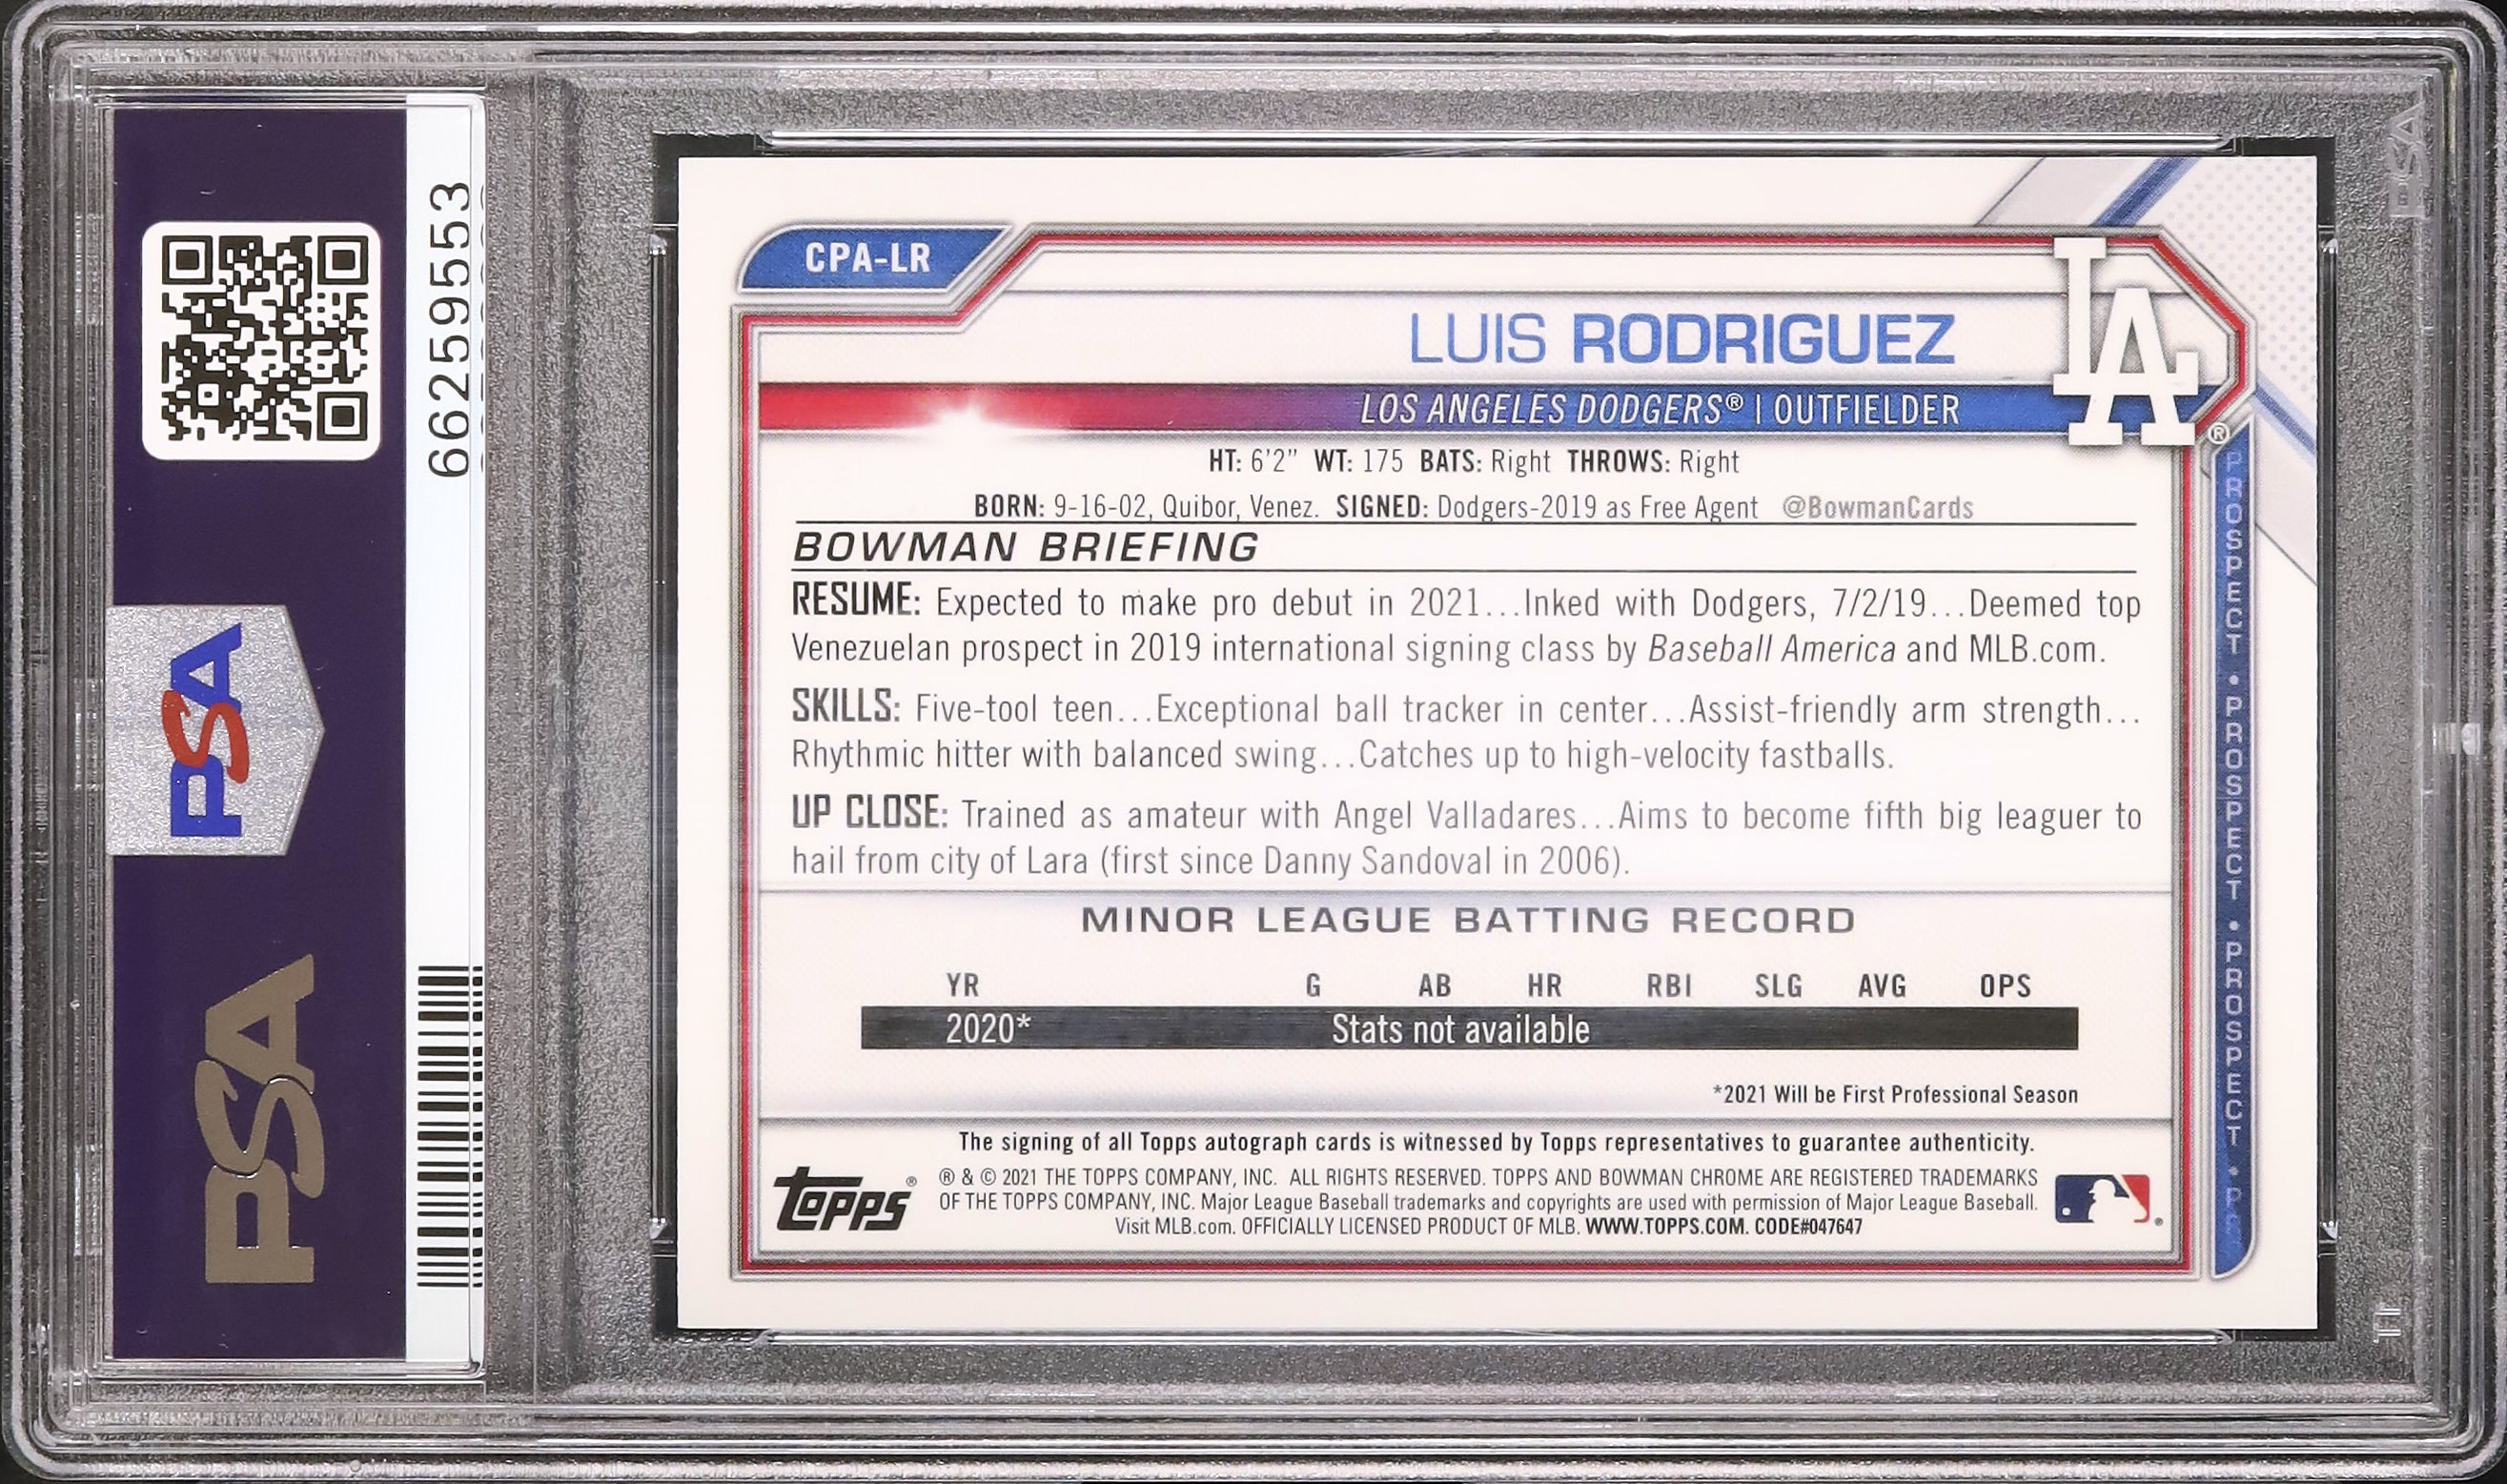 66259553
PSA
PSA
CPA-LR
LUIS RODRIGUEZ
LA
LOS ANGELES DODGERS® | OUTFIELDER
®
HT: 6'2" WT: 175 BATS: Right THROWS: Right
BORN: 9-16-02, Quibor, Venez. SIGNED: Dodgers-2019 as Free Agent @BowmanCards
BOWMAN BRIEFING
RESUME: Expected to make pro debut in 2021...Inked with Dodgers, 7/2/19...Deemed top
Venezuelan prospect in 2019 international signing class by Baseball America and MLB.com.
SKILLS: Five-tool teen...Exceptional ball tracker in center...Assist-friendly arm strength...
Rhythmic hitter with balanced swing...Catches up to high-velocity fastballs.
UP CLOSE: Trained as amateur with Angel Valladares...Aims to become fifth big leaguer to
hail from city of Lara (first since Danny Sandoval in 2006).
MINOR LEAGUE BATTING RECORD
YR G AB HR RBI SLG AVG OPS
2020* Stats not available
*2021 Will be First Professional Season
The signing of all Topps autograph cards is witnessed by Topps representatives to guarantee authenticity.
topps®
® & © 2021 THE TOPPS COMPANY, INC. ALL RIGHTS RESERVED. TOPPS AND BOWMAN CHROME ARE REGISTERED TRADEMARKS
OF THE TOPPS COMPANY, INC. Major League Baseball trademarks and copyrights are used with permission of Major League Baseball.
Visit MLB.com. OFFICIALLY LICENSED PRODUCT OF MLB. WWW.TOPPS.COM. CODE#047647
PROSPECT • PROSPECT • PROSPECT • P
PSA